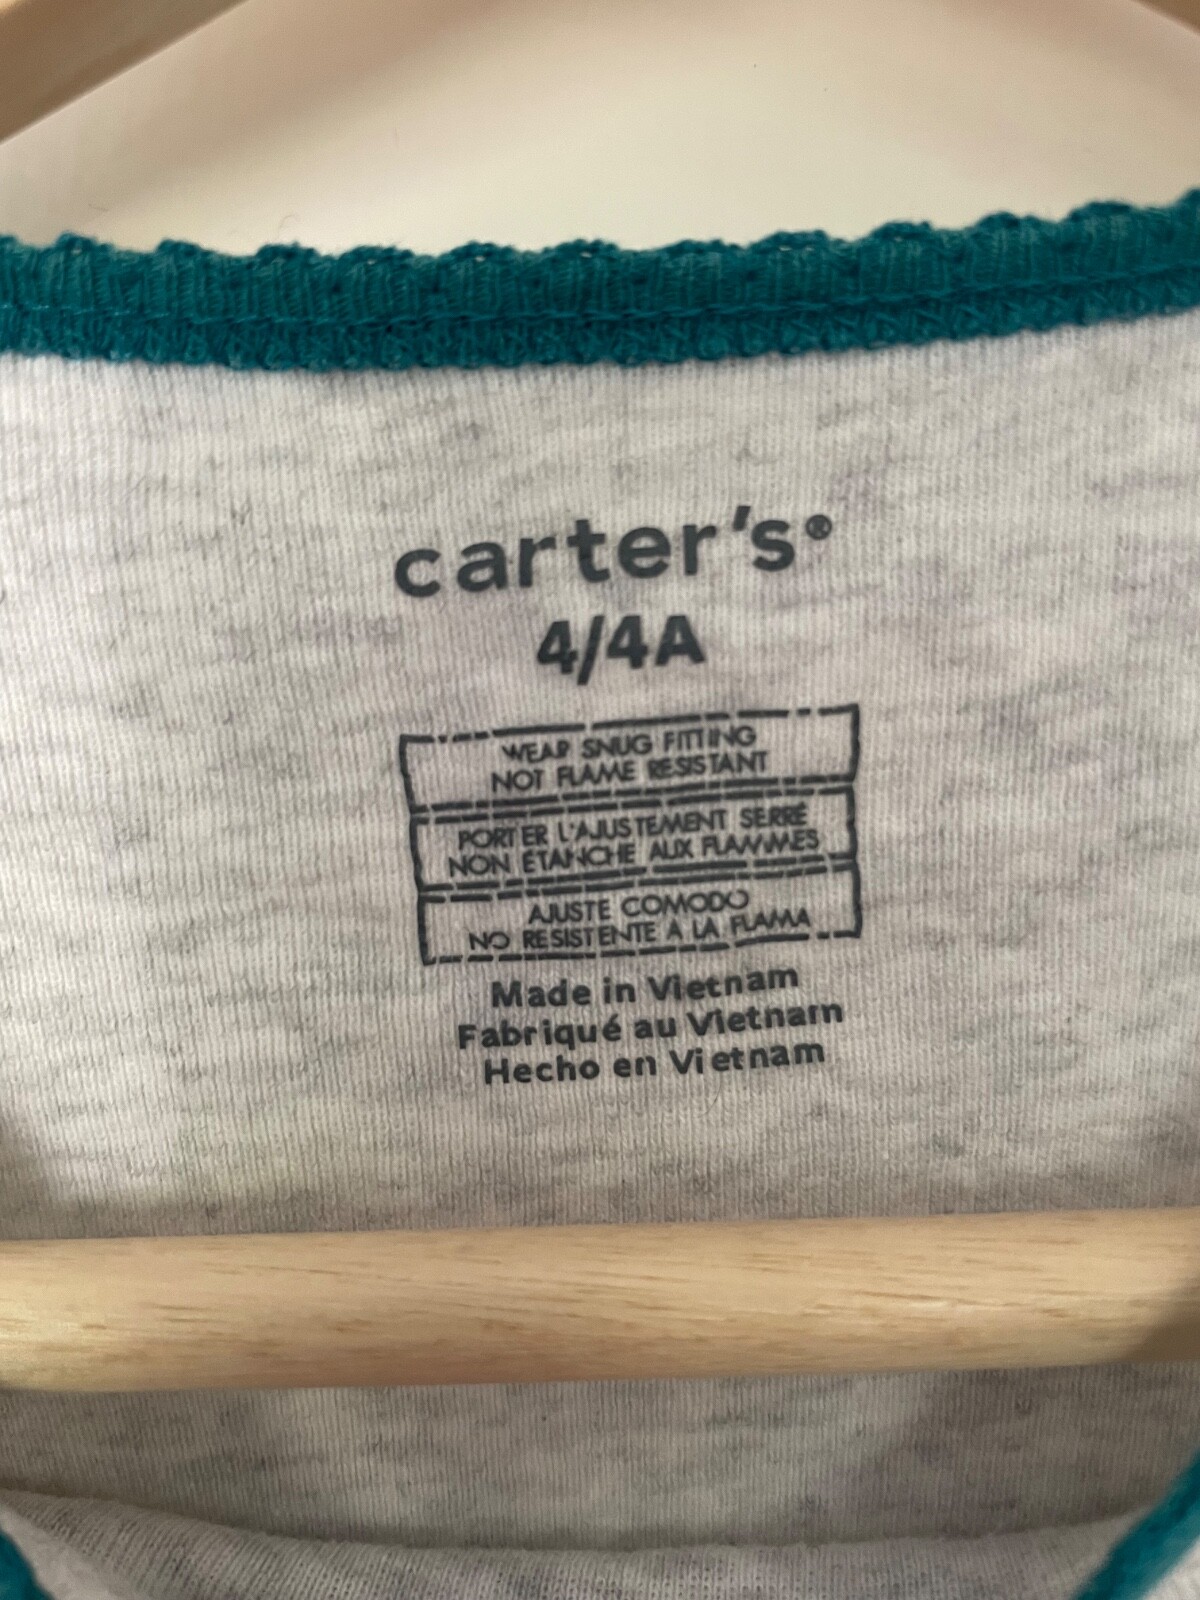 carter's®
4/4A
WEAR SNUG FITTING
NOT FLAME RESISTANT
PORTER L'AJUSTEMENT SERRÉ
NON ÉTANCHE AUX FLAMMES
AJUSTE COMODO
NO RESISTENTE A LA FLAMA
Made in Vietnam
Fabriqué au Vietnam
Hecho en Vietnam